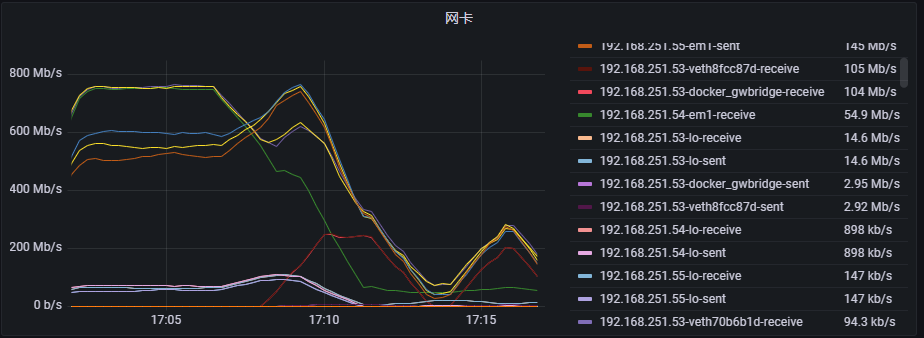 网卡
800 Mb/s
600 Mb/s
400 Mb/s
200 Mb/s
0 b/s
17:05
17:10
17:15
192.168.251.55-em1-sent 145 Mb/s
192.168.251.53-veth8fcc87d-receive 105 Mb/s
192.168.251.53-docker_gwbridge-receive 104 Mb/s
192.168.251.54-em1-receive 54.9 Mb/s
192.168.251.53-lo-receive 14.6 Mb/s
192.168.251.53-lo-sent 14.6 Mb/s
192.168.251.53-docker_gwbridge-sent 2.95 Mb/s
192.168.251.53-veth8fcc87d-sent 2.92 Mb/s
192.168.251.54-lo-receive 898 kb/s
192.168.251.54-lo-sent 898 kb/s
192.168.251.55-lo-receive 147 kb/s
192.168.251.55-lo-sent 147 kb/s
192.168.251.53-veth70b6b1d-receive 94.3 kb/s